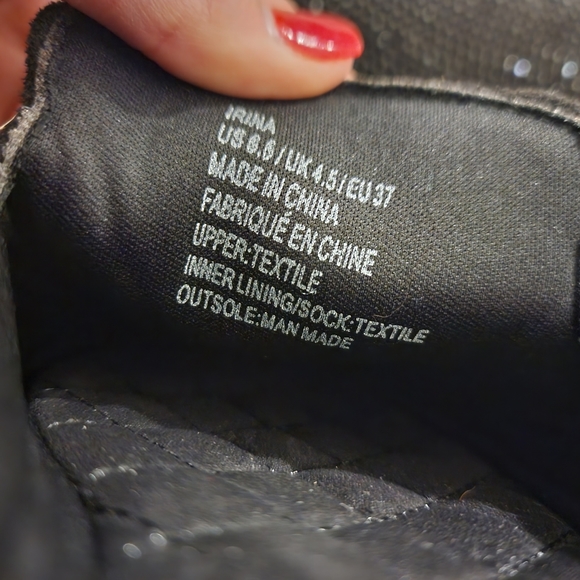 IRINA
US 6.5 / UK 4.5 / EU 37
MADE IN CHINA
FABRIQUÉ EN CHINE
UPPER:TEXTILE
INNER LINING/SOCK:TEXTILE
OUTSOLE:MAN MADE